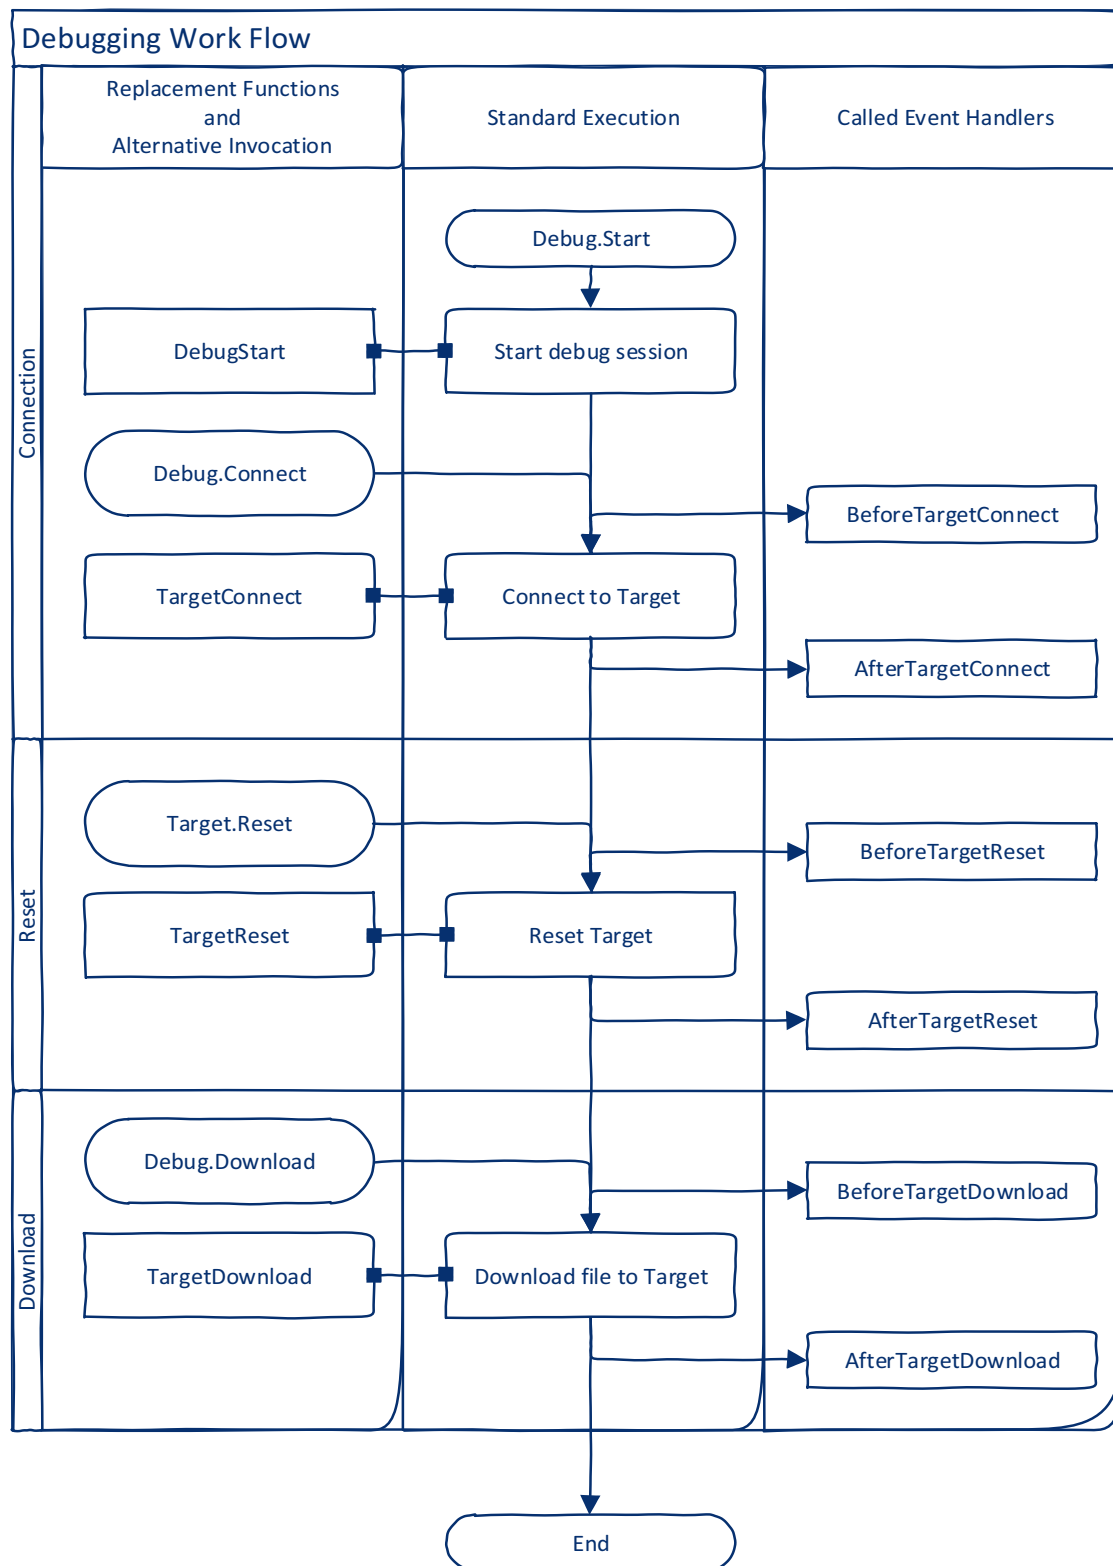 Debugging Work Flow
Replacement Functions
and
Alternative Invocation
Standard Execution
Called Event Handlers
Connection
Debug.Start
DebugStart
Start debug session
Debug.Connect
BeforeTargetConnect
TargetConnect
Connect to Target
AfterTargetConnect
Reset
Target.Reset
BeforeTargetReset
TargetReset
Reset Target
AfterTargetReset
Download
Debug.Download
BeforeTargetDownload
TargetDownload
Download file to Target
AfterTargetDownload
End